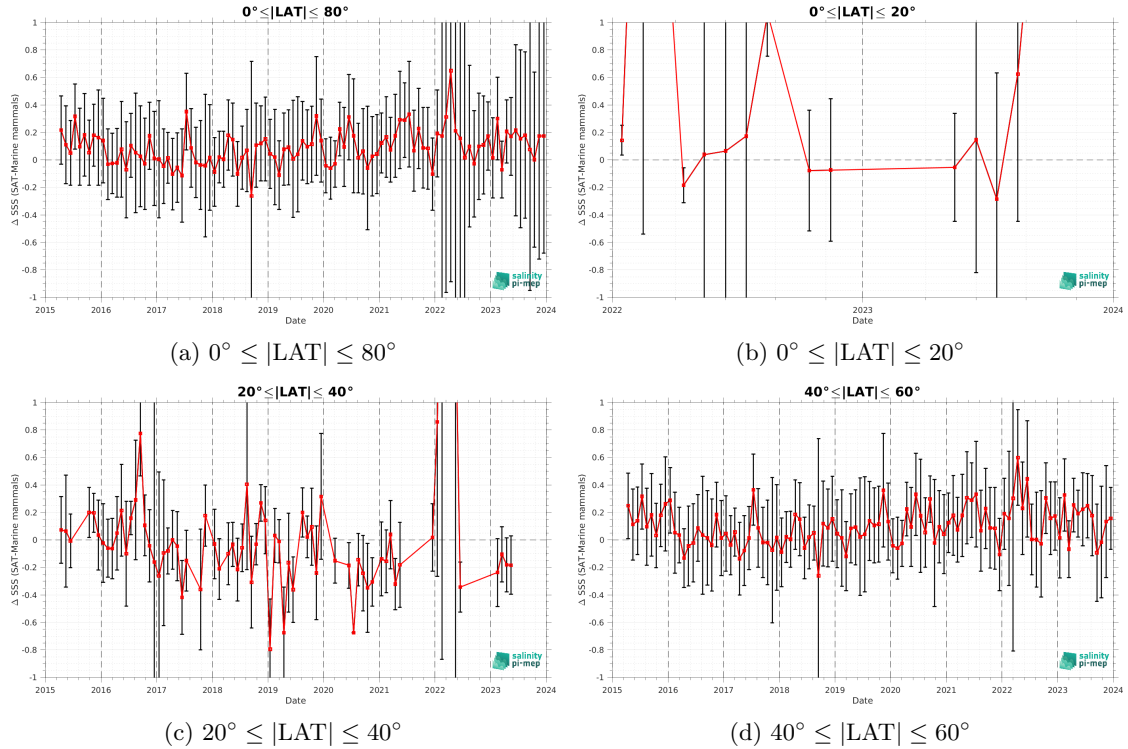 0°≤|LAT|≤ 80°
1
0.8
0.6
0.4
0.2
0
-0.2
-0.4
-0.6
-0.8
-1
Δ SSS (SAT-Marine mammals)
2015 2016 2017 2018 2019 2020 2021 2022 2023 2024
Date
salinity
pi-mep
(a) 0° ≤ |LAT| ≤ 80°
0°≤|LAT|≤ 20°
1
0.8
0.6
0.4
0.2
0
-0.2
-0.4
-0.6
-0.8
-1
Δ SSS (SAT-Marine mammals)
2022 2023 2024
Date
salinity
pi-mep
(b) 0° ≤ |LAT| ≤ 20°
20°≤|LAT|≤ 40°
1
0.8
0.6
0.4
0.2
0
-0.2
-0.4
-0.6
-0.8
-1
Δ SSS (SAT-Marine mammals)
2015 2016 2017 2018 2019 2020 2021 2022 2023 2024
Date
salinity
pi-mep
(c) 20° ≤ |LAT| ≤ 40°
40°≤|LAT|≤ 60°
1
0.8
0.6
0.4
0.2
0
-0.2
-0.4
-0.6
-0.8
-1
Δ SSS (SAT-Marine mammals)
2015 2016 2017 2018 2019 2020 2021 2022 2023 2024
Date
salinity
pi-mep
(d) 40° ≤ |LAT| ≤ 60°